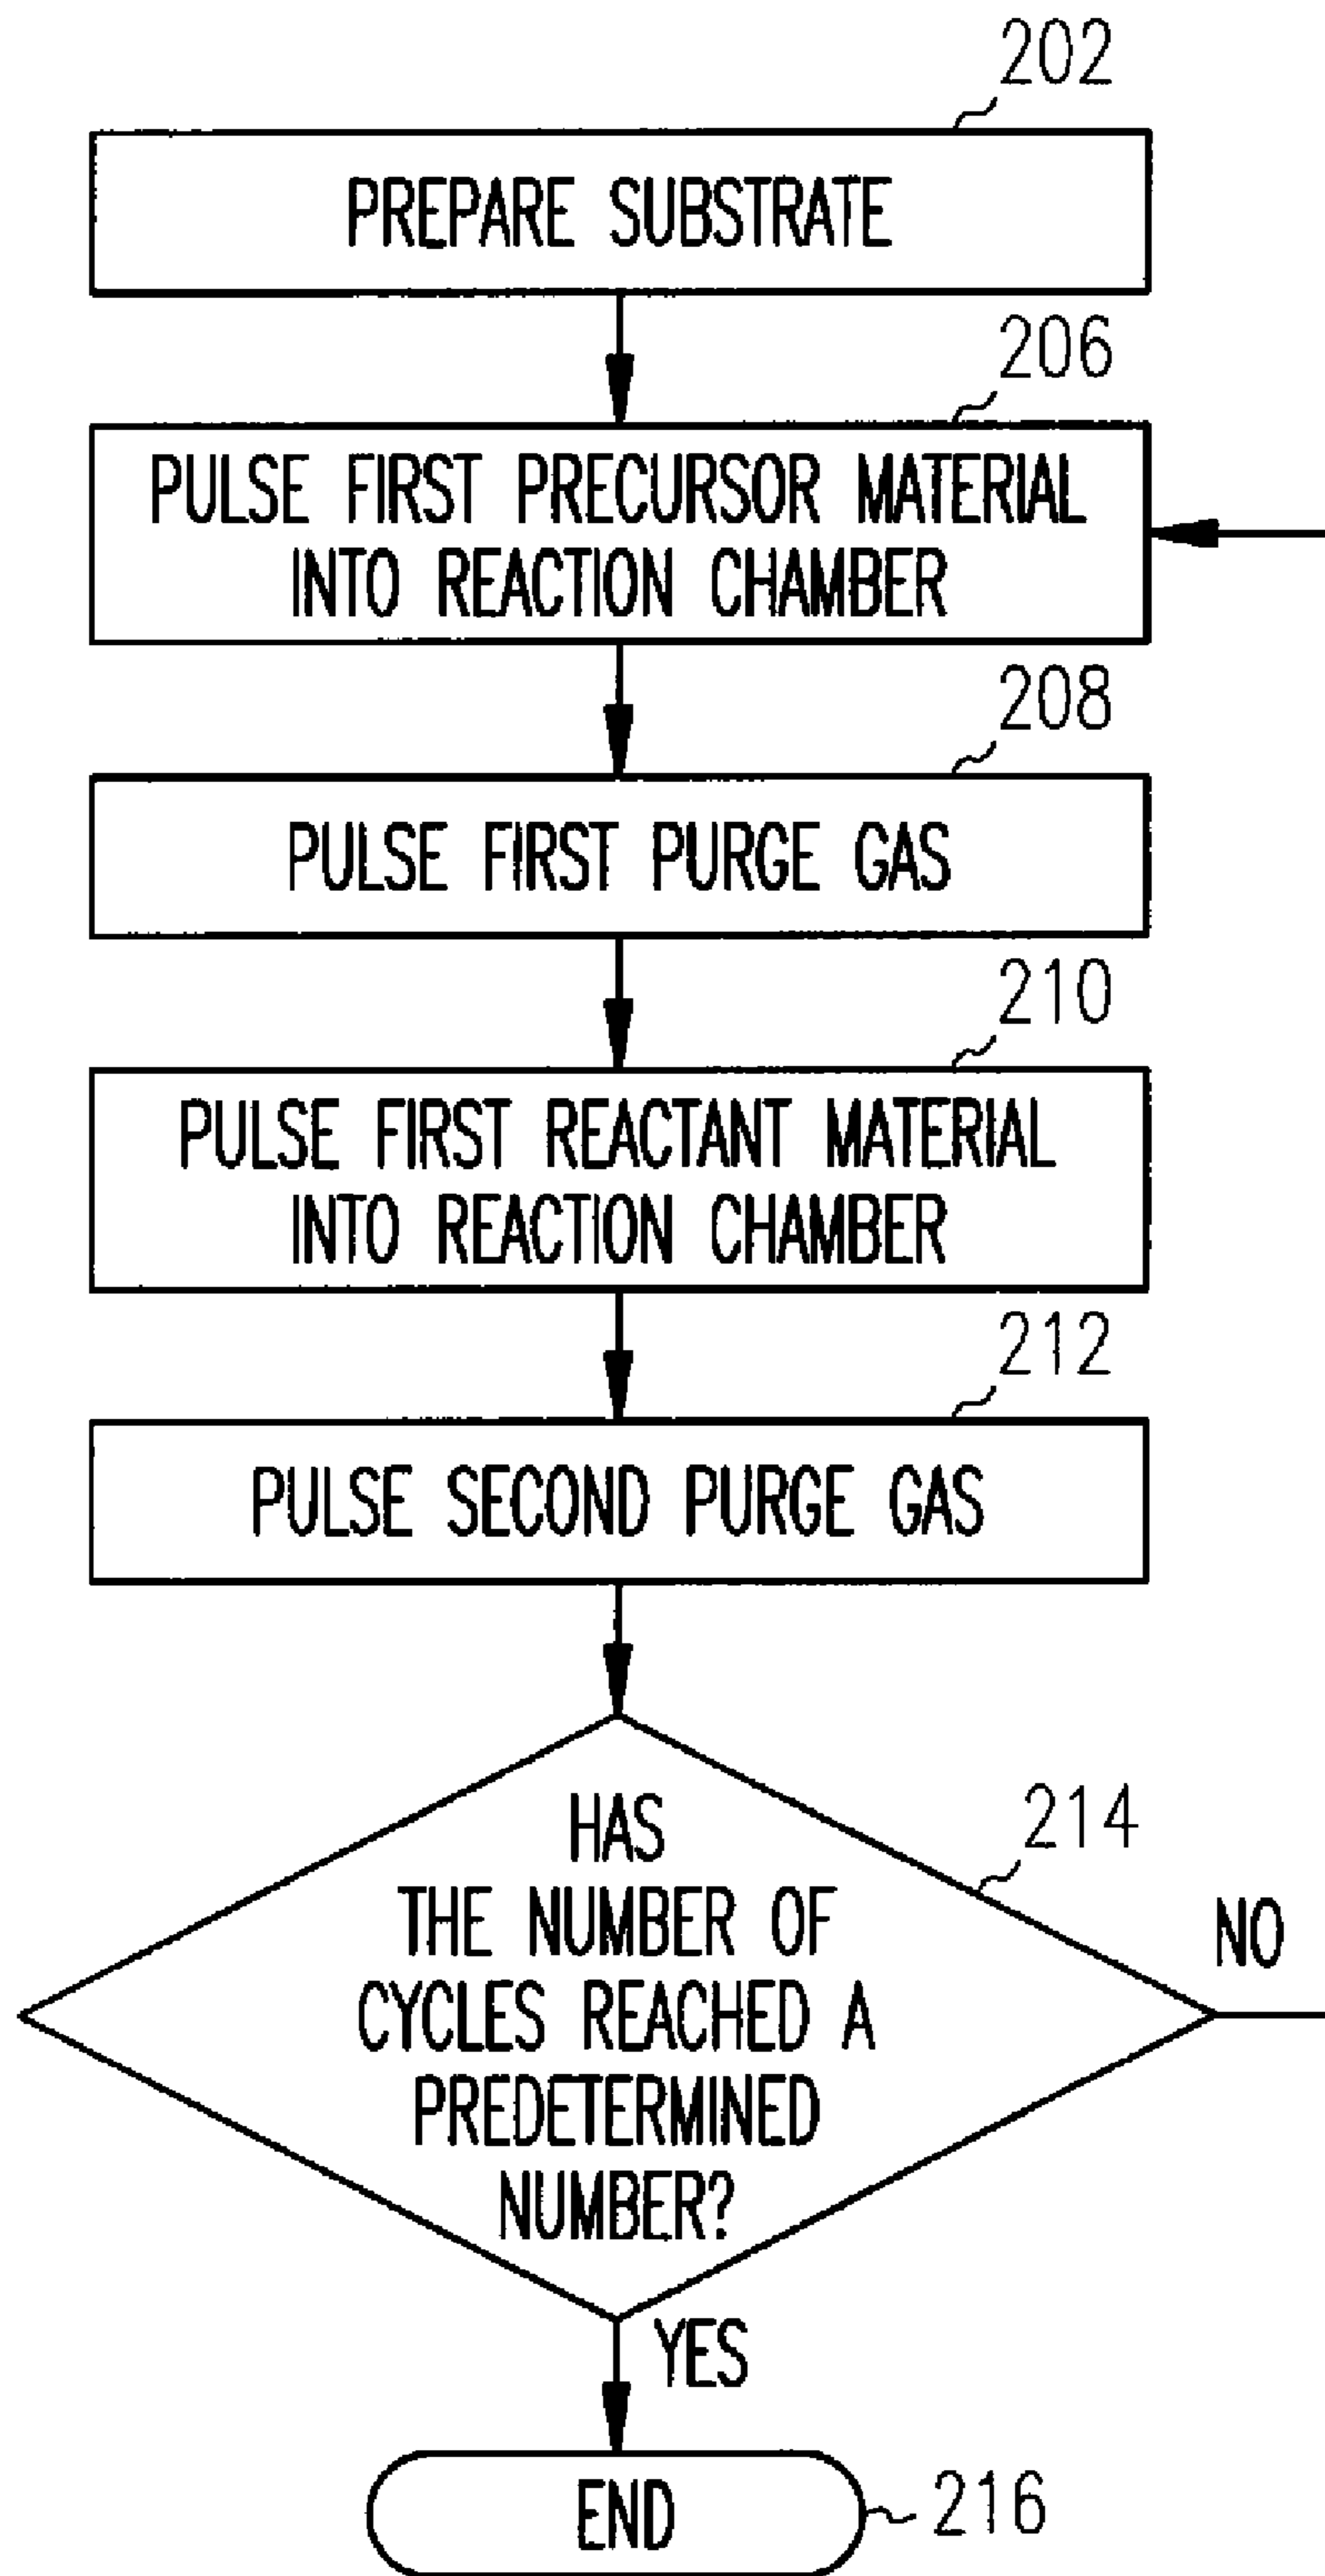 202
PREPARE SUBSTRATE
206
PULSE FIRST PRECURSOR MATERIAL
INTO REACTION CHAMBER
208
PULSE FIRST PURGE GAS
210
PULSE FIRST REACTANT MATERIAL
INTO REACTION CHAMBER
212
PULSE SECOND PURGE GAS
214
HAS
THE NUMBER OF
CYCLES REACHED A
PREDETERMINED
NUMBER?
NO
YES
END
216